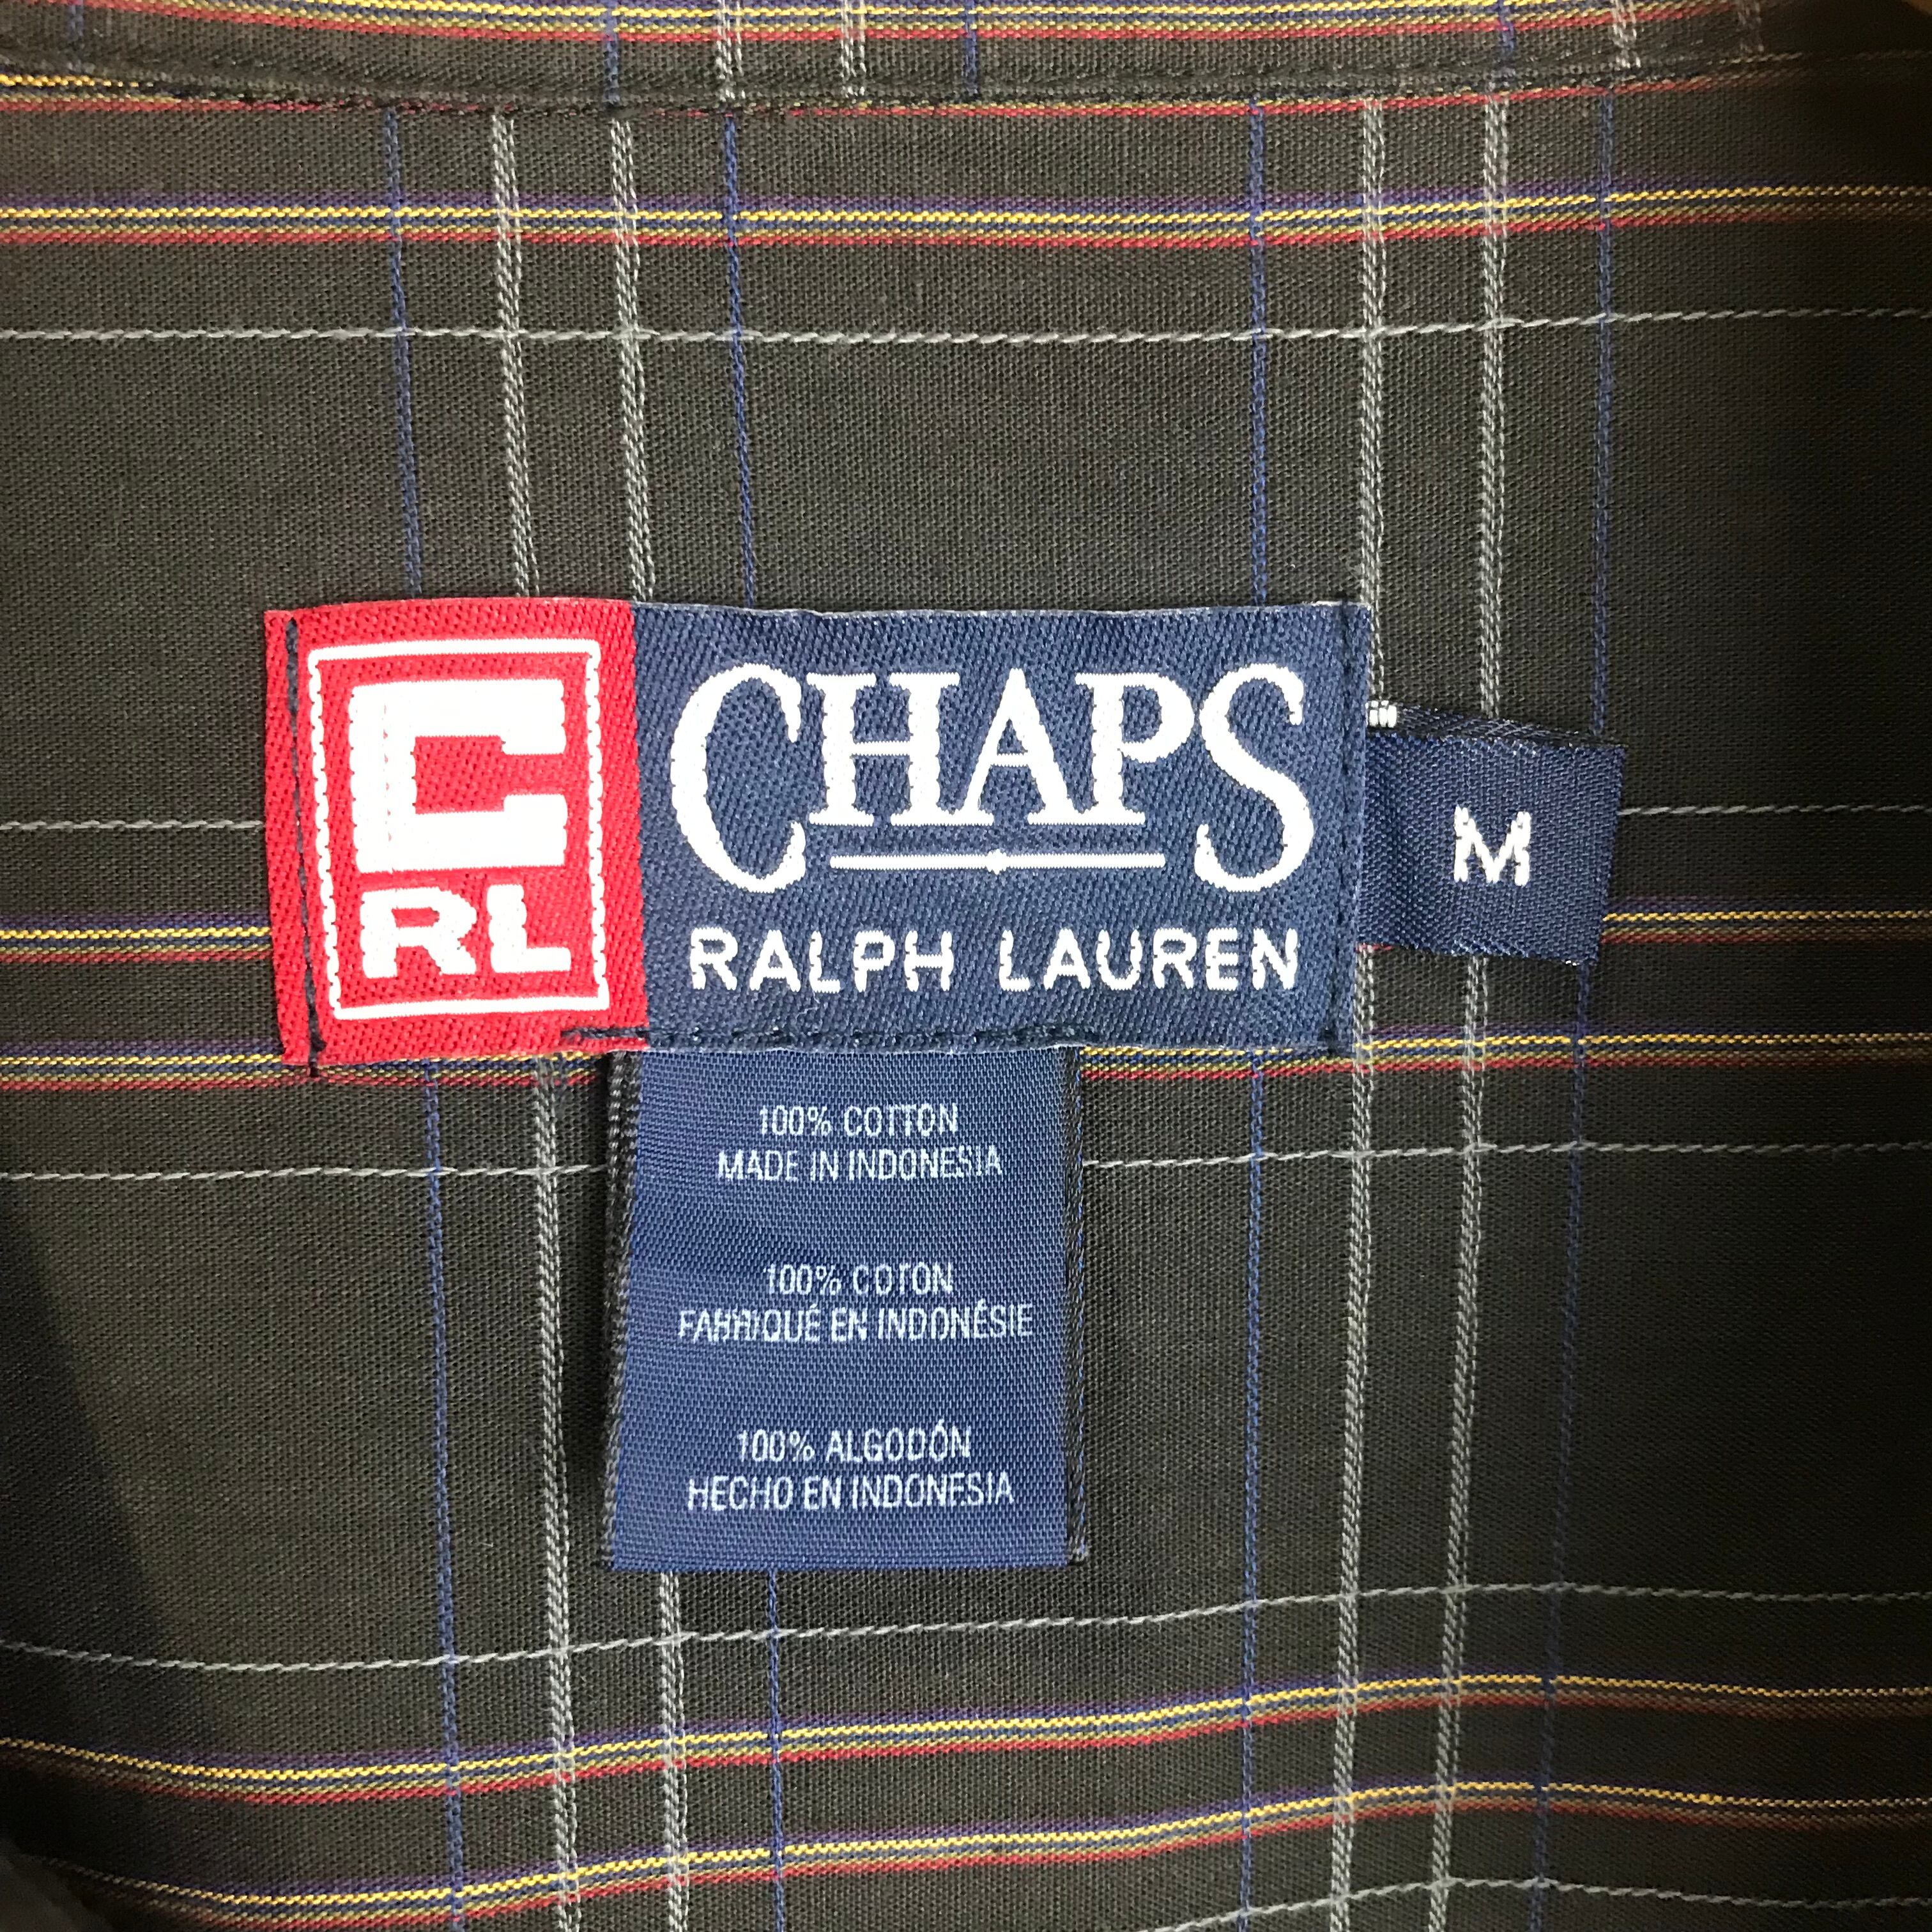 C
RL
CHAPS
RALPH LAUREN
M
100% COTTON
MADE IN INDONESIA
100% COTON
FABRIQUÉ EN INDONÉSIE
100% ALGODÓN
HECHO EN INDONESIA